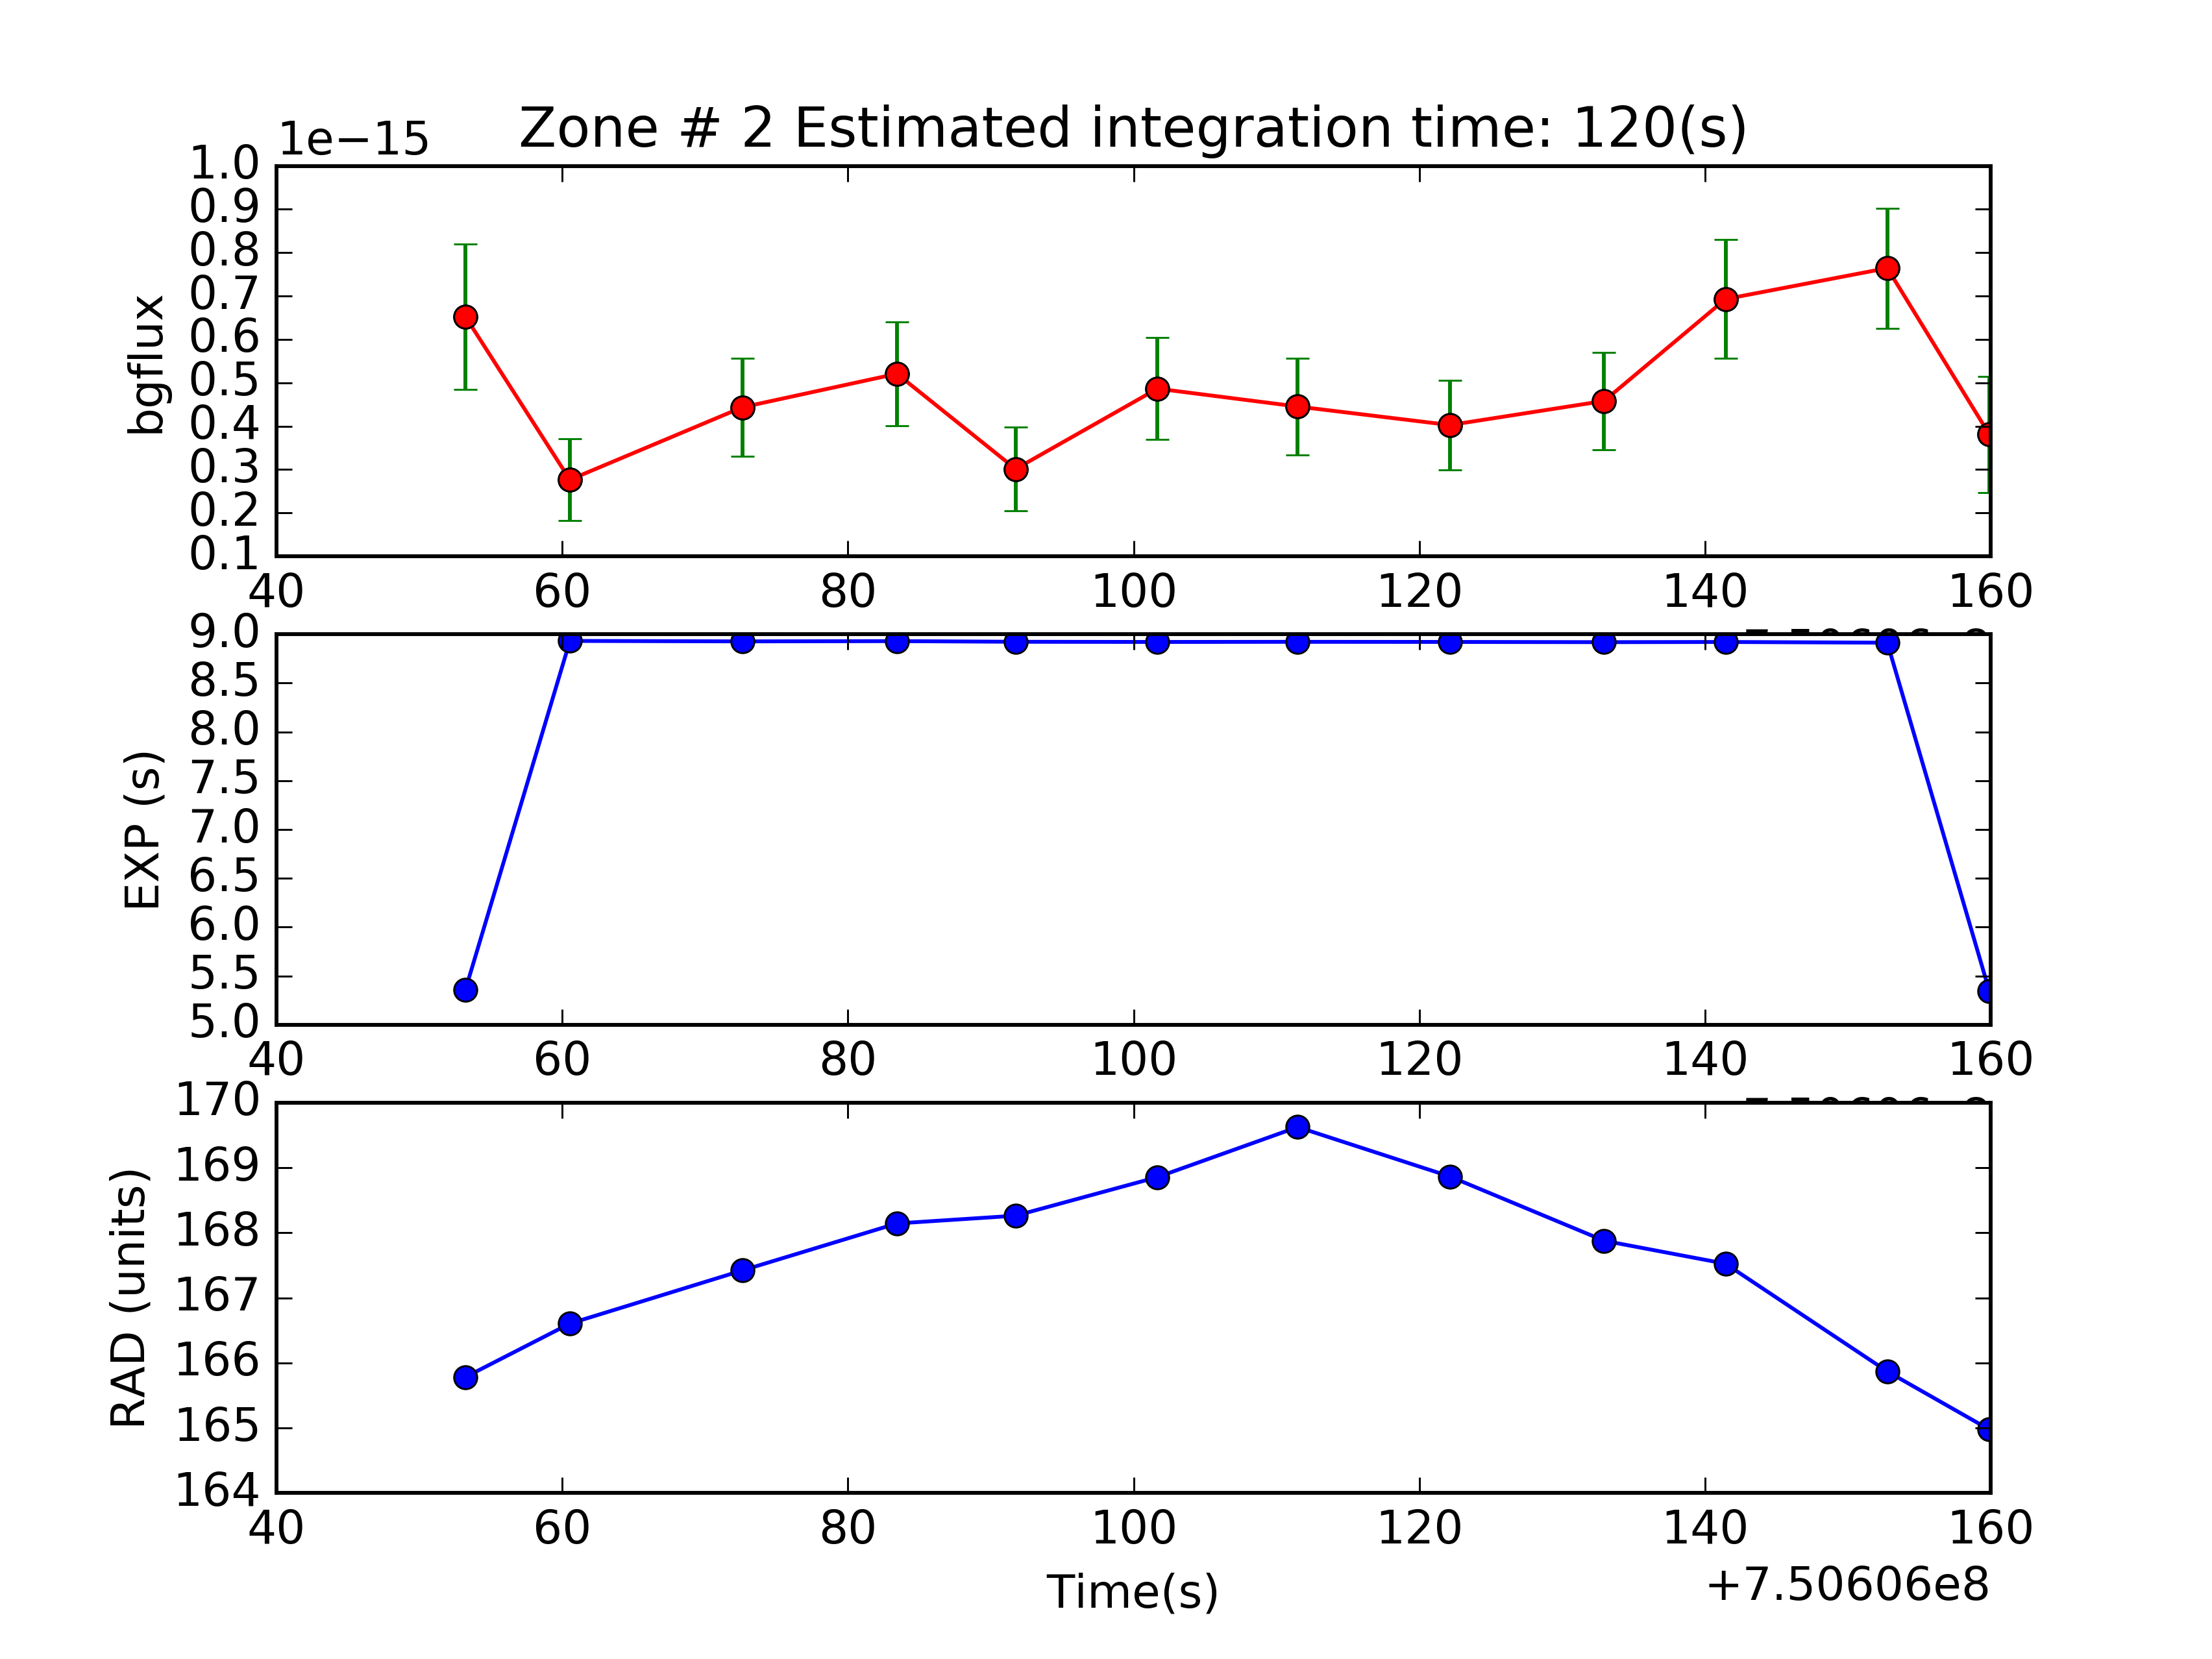 1e−15
Zone # 2 Estimated integration time: 120(s)
1.0
0.9
0.8
0.7
0.6
0.5
0.4
0.3
0.2
0.1
bgflux
40 60 80 100 120 140 160
9.0
8.5
8.0
7.5
7.0
6.5
6.0
5.5
5.0
EXP (s)
40 60 80 100 120 140 160
170
169
168
167
166
165
164
RAD (units)
40 60 80 100 120 140 160
Time(s)
+7.50606e8